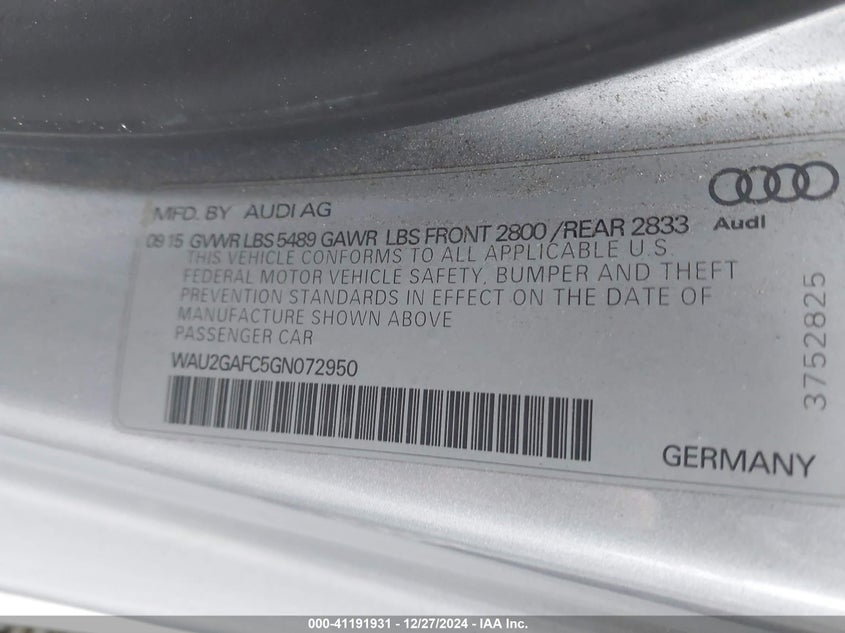 MFD. BY AUDI AG
Audi
09 15 GVWR LBS 5489 GAWR LBS FRONT 2800 /REAR 2833
THIS VEHICLE CONFORMS TO ALL APPLICABLE U.S.
FEDERAL MOTOR VEHICLE SAFETY, BUMPER AND THEFT
PREVENTION STANDARDS IN EFFECT ON THE DATE OF
MANUFACTURE SHOWN ABOVE
PASSENGER CAR
WAU2GAFC5GN072950
3752825
GERMANY
000-41191931 - 12/27/2024 - IAA Inc.